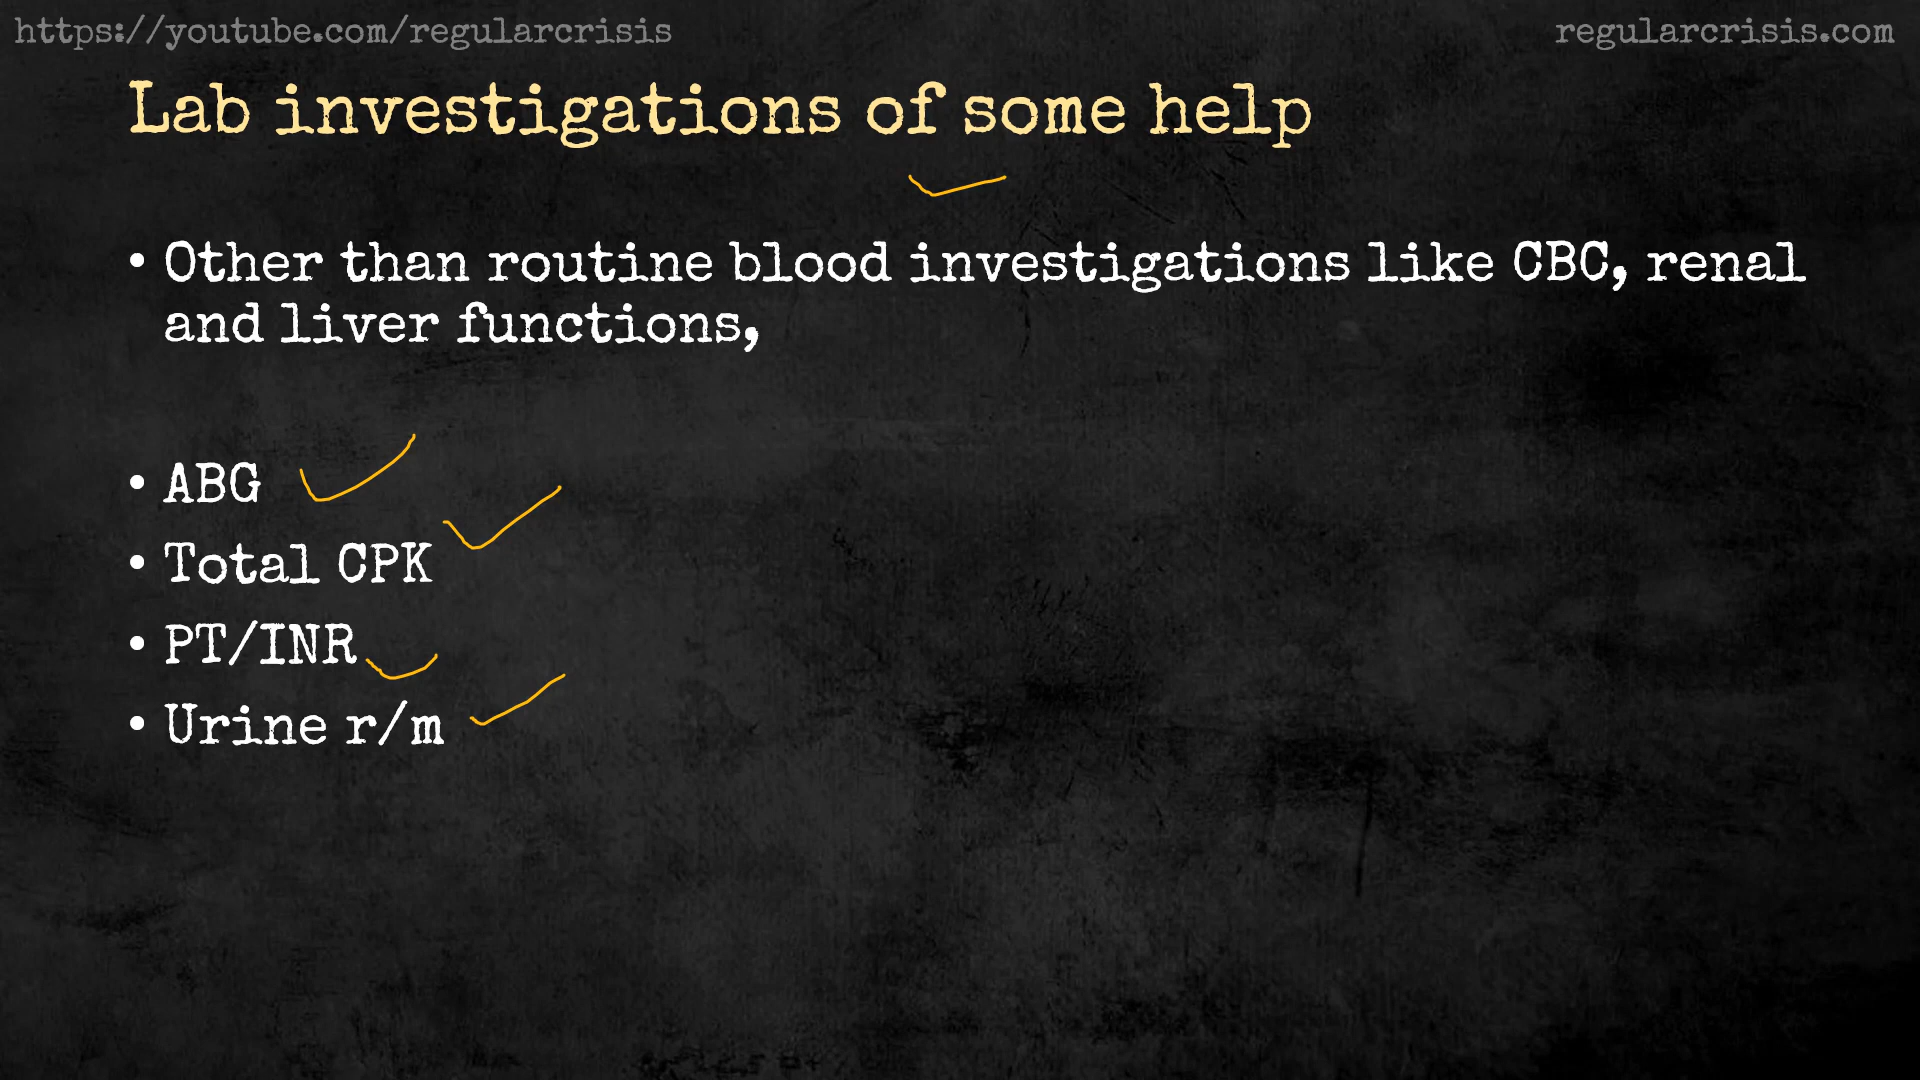 https://youtube.com/regularcrisis
regularcrisis.com
Lab investigations of some help
• Other than routine blood investigations like CBC, renal
and liver functions,
• ABG
• Total CPK
• PT/INR
• Urine r/m